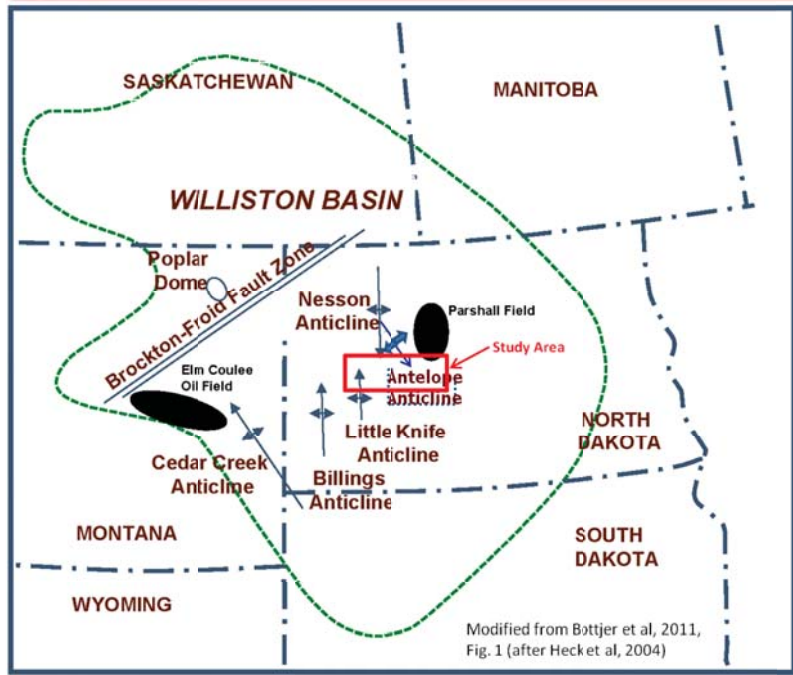 SASKATCHEWAN
MANITOBA
WILLISTON BASIN
Poplar
Dome
Brockton-Froid Fault Zone
Nesson
Anticline
Parshall Field
Study Area
Elm Coulee
Oil Field
Antelope
Anticline
Little Knife
Anticline
NORTH
DAKOTA
Cedar Creek
Anticline
Billings
Anticline
MONTANA
SOUTH
DAKOTA
WYOMING
Modified from Bottjer et al, 2011,
Fig. 1 (after Heck et al, 2004)